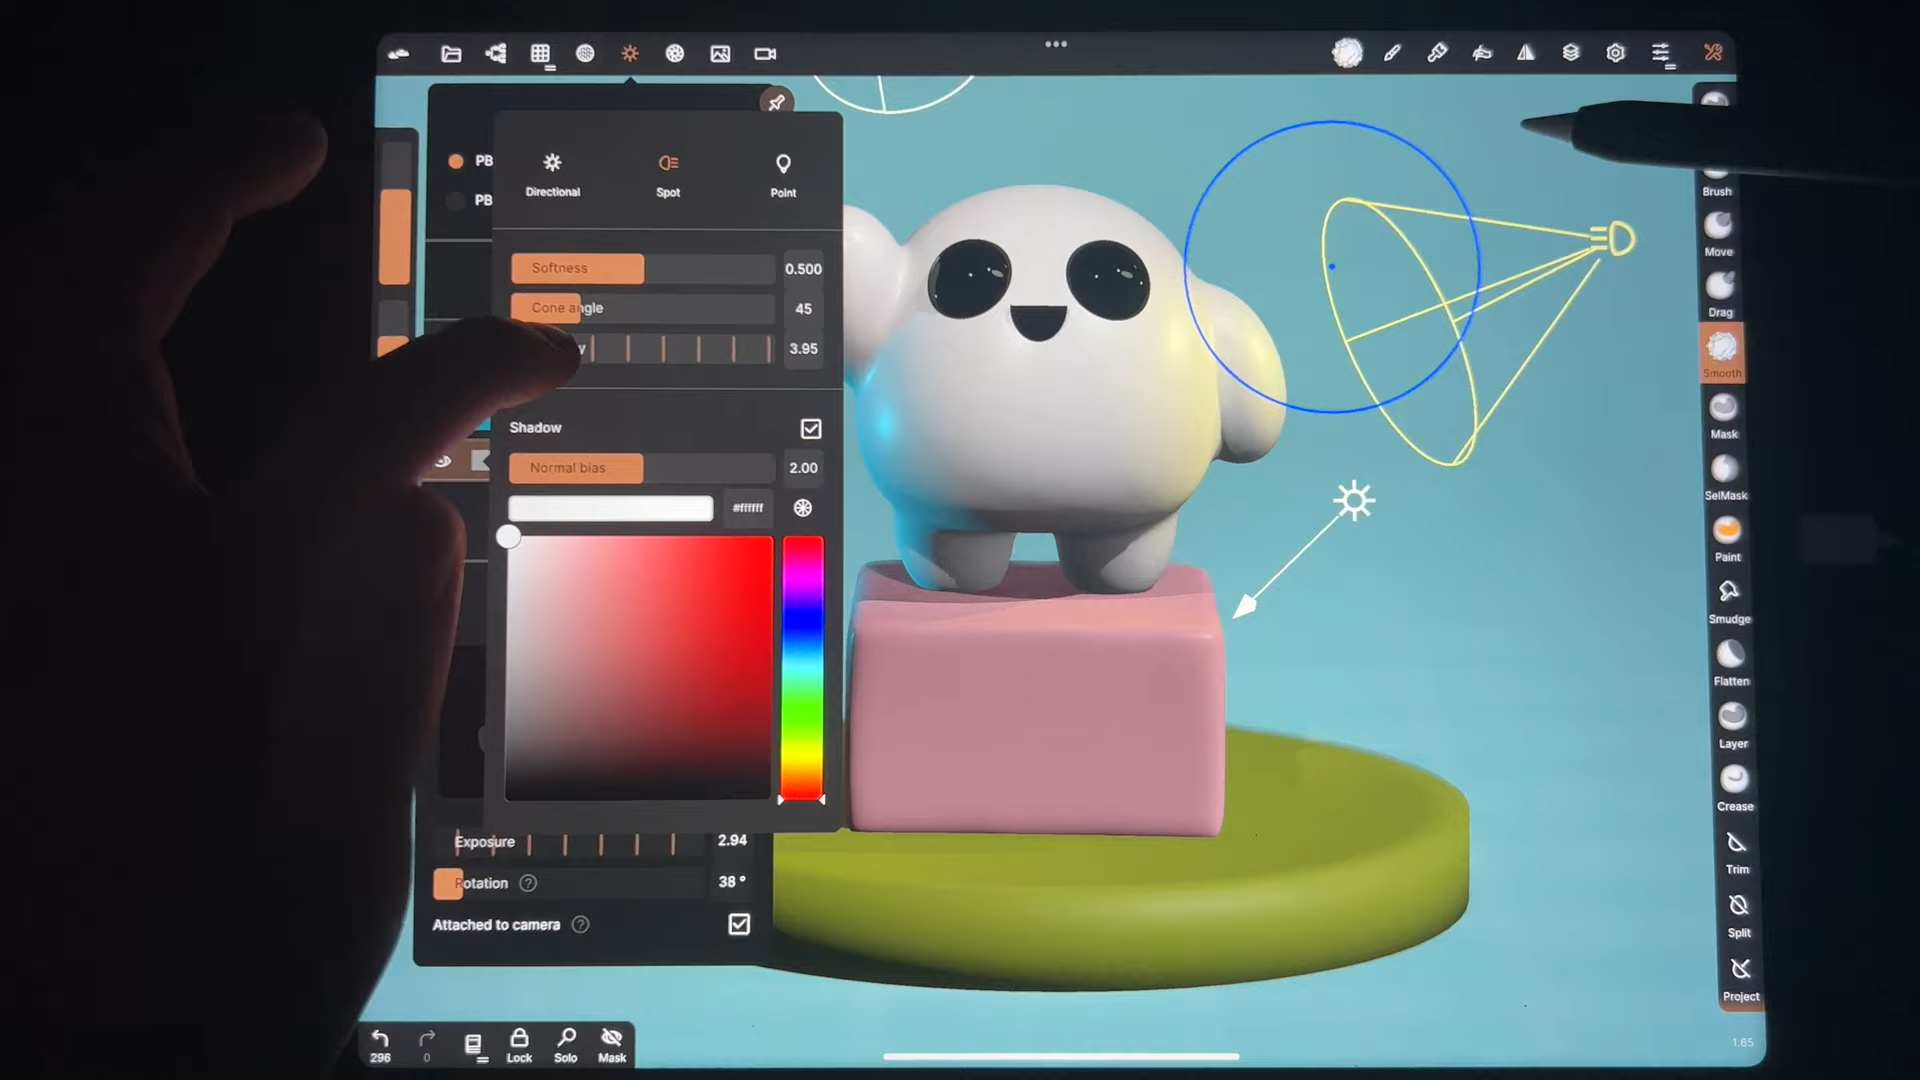 PB
PB
Directional
Spot
Point
Softness
0.500
Cone angle
45
3.95
Shadow
Normal bias
2.00
#ffffff
Exposure
2.94
Rotation ?
38 °
Attached to camera ?
296
0
Lock
Solo
Mask
Brush
Move
Drag
Smooth
Mask
SelMask
Paint
Smudge
Flatten
Layer
Crease
Trim
Split
Project
1.65